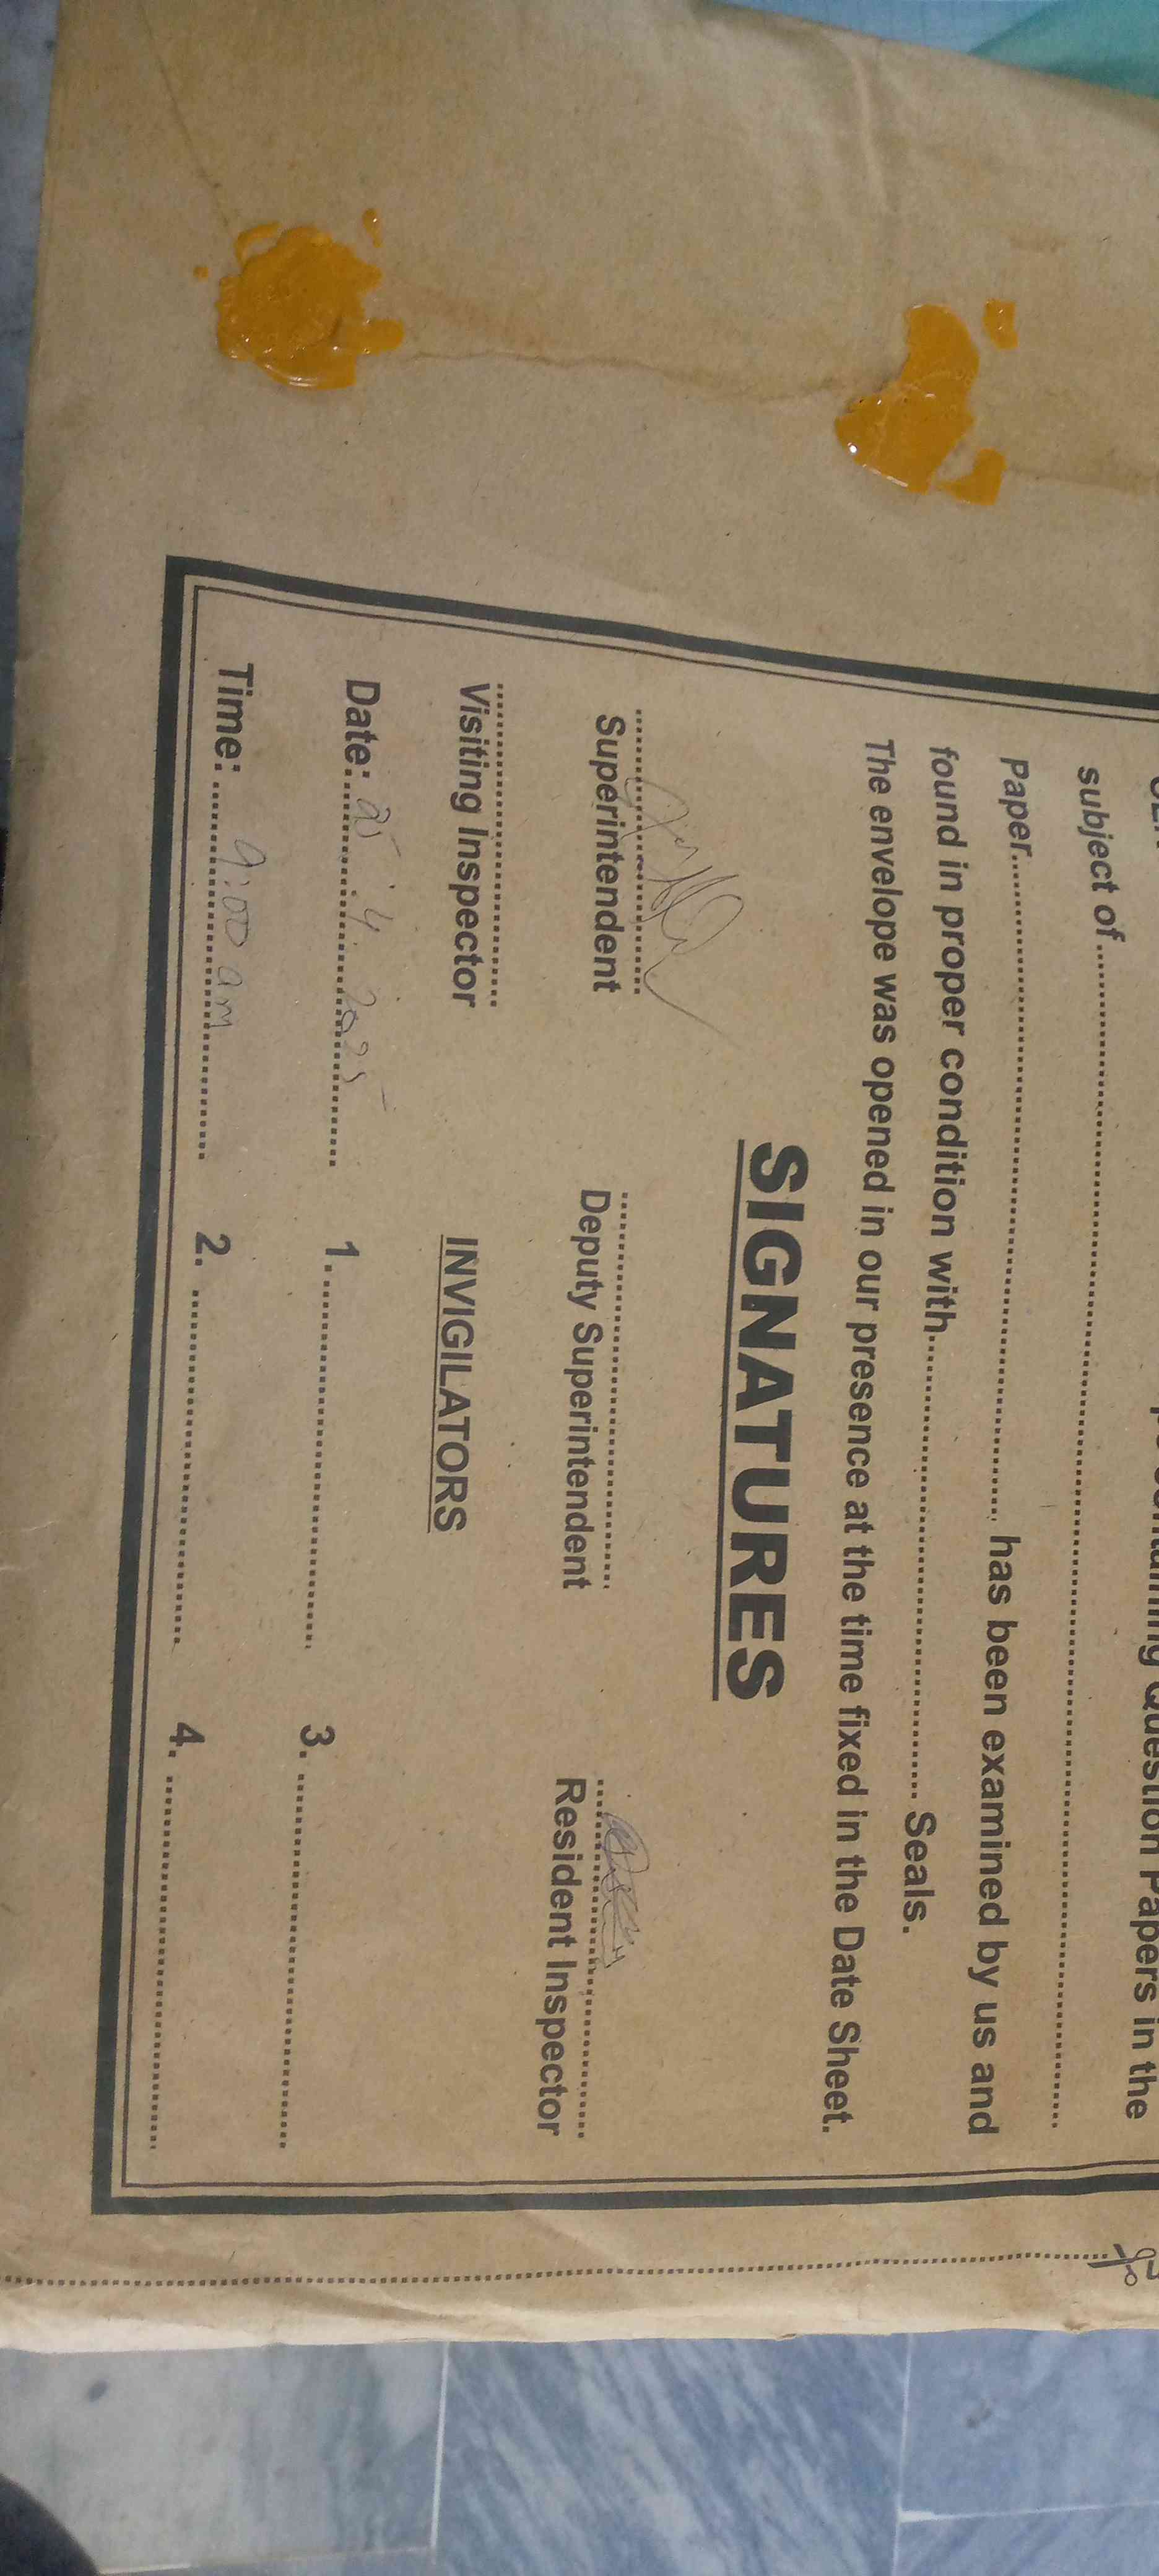 Question Papers in the
subject of ........................................
Paper........................................ has been examined by us and
found in proper condition with........................................ Seals.
The envelope was opened in our presence at the time fixed in the Date Sheet.
SIGNATURES
Superintendent Deputy Superintendent Resident Inspector
Visiting Inspector INVIGILATORS
Date: 25.4.2025 1. ........................ 3. ........................
Time: 9:00 am 2. ........................ 4. ........................